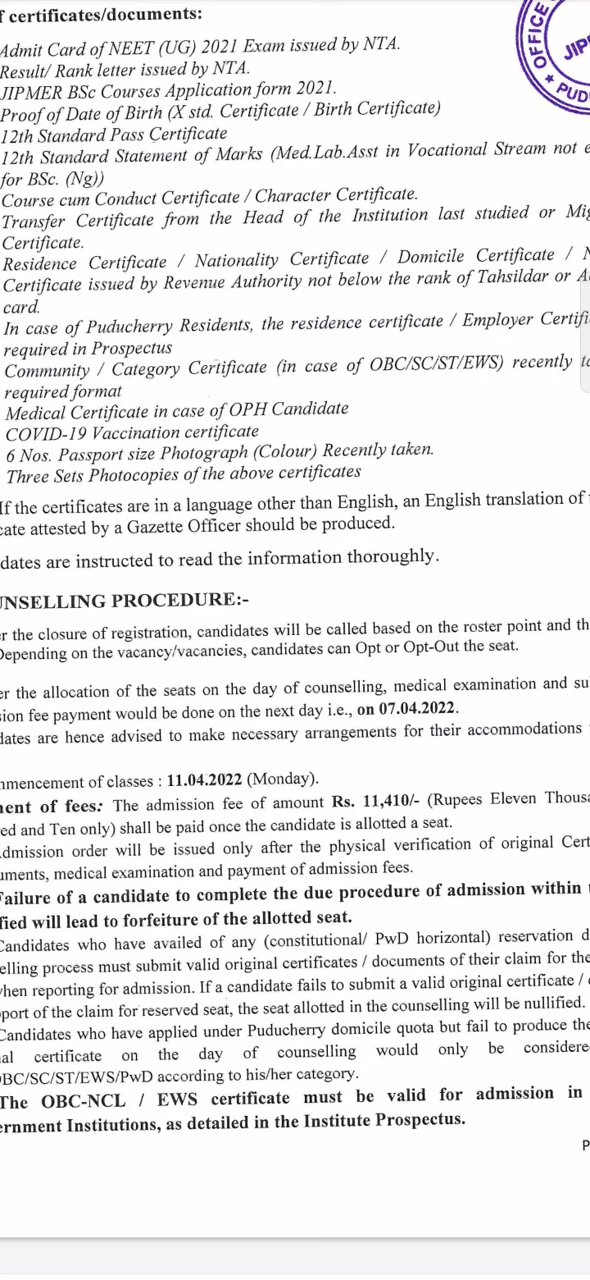 f certificates/documents:
OFFICE
JIP
PUD
Admit Card of NEET (UG) 2021 Exam issued by NTA.
Result/ Rank letter issued by NTA.
JIPMER BSc Courses Application form 2021.
Proof of Date of Birth (X std. Certificate / Birth Certificate)
12th Standard Pass Certificate
12th Standard Statement of Marks (Med.Lab.Asst in Vocational Stream not e
for BSc. (Ng))
Course cum Conduct Certificate / Character Certificate.
Transfer Certificate from the Head of the Institution last studied or Mig
Certificate.
Residence Certificate / Nationality Certificate / Domicile Certificate / N
Certificate issued by Revenue Authority not below the rank of Tahsildar or A
card.
In case of Puducherry Residents, the residence certificate / Employer Certifi
required in Prospectus
Community / Category Certificate (in case of OBC/SC/ST/EWS) recently ta
required format
Medical Certificate in case of OPH Candidate
COVID-19 Vaccination certificate
6 Nos. Passport size Photograph (Colour) Recently taken.
Three Sets Photocopies of the above certificates
If the certificates are in a language other than English, an English translation of
cate attested by a Gazette Officer should be produced.
dates are instructed to read the information thoroughly.
UNSELLING PROCEDURE:-
r the closure of registration, candidates will be called based on the roster point and th
Depending on the vacancy/vacancies, candidates can Opt or Opt-Out the seat.
er the allocation of the seats on the day of counselling, medical examination and su
sion fee payment would be done on the next day i.e., on 07.04.2022.
dates are hence advised to make necessary arrangements for their accommodations
mmencement of classes : 11.04.2022 (Monday).
ment of fees: The admission fee of amount Rs. 11,410/- (Rupees Eleven Thousa
ed and Ten only) shall be paid once the candidate is allotted a seat.
dmission order will be issued only after the physical verification of original Cert
uments, medical examination and payment of admission fees.
Failure of a candidate to complete the due procedure of admission within
fied will lead to forfeiture of the allotted seat.
Candidates who have availed of any (constitutional/ PwD horizontal) reservation d
elling process must submit valid original certificates / documents of their claim for the
when reporting for admission. If a candidate fails to submit a valid original certificate /
pport of the claim for reserved seat, the seat allotted in the counselling will be nullified.
Candidates who have applied under Puducherry domicile quota but fail to produce the
al certificate on the day of counselling would only be considere
OBC/SC/ST/EWS/PwD according to his/her category.
The OBC-NCL / EWS certificate must be valid for admission in
ernment Institutions, as detailed in the Institute Prospectus.
P